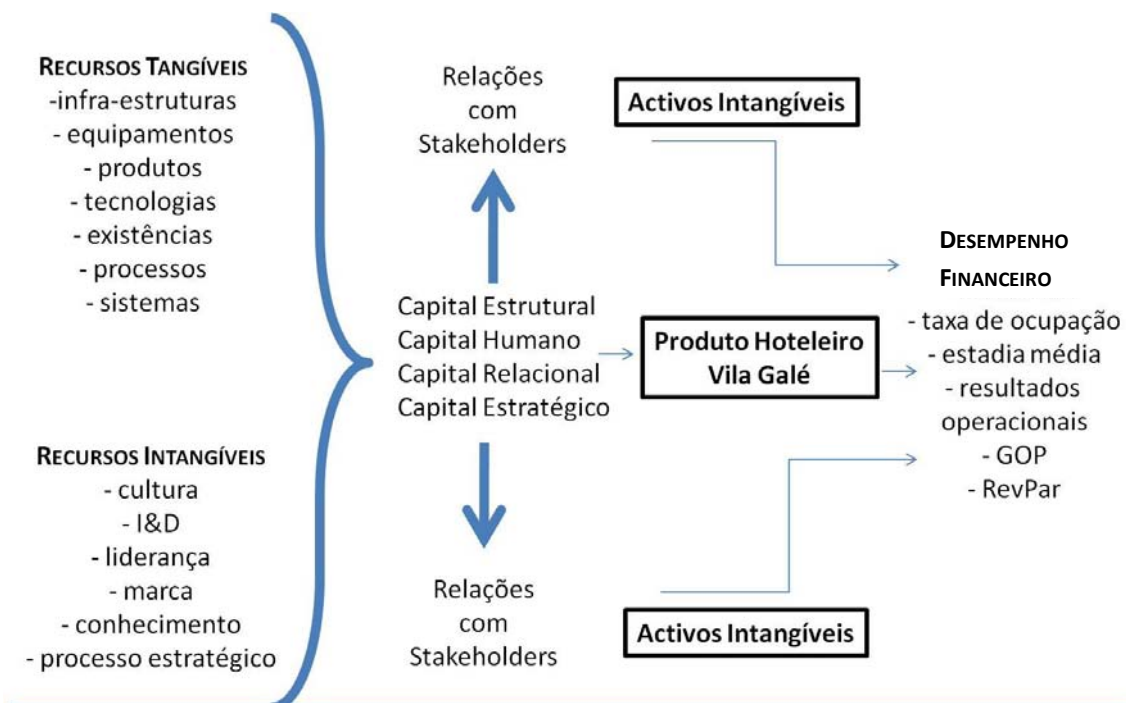 RECURSOS TANGÍVEIS
-infra-estruturas
- equipamentos
- produtos
- tecnologias
- existências
- processos
- sistemas
RECURSOS INTANGÍVEIS
- cultura
- I&D
- liderança
- marca
- conhecimento
- processo estratégico
Relações
com
Stakeholders
Capital Estrutural
Capital Humano
Capital Relacional
Capital Estratégico
Relações
com
Stakeholders
Activos Intangíveis
Produto Hoteleiro
Vila Galé
Activos Intangíveis
DESEMPENHO
FINANCEIRO
- taxa de ocupação
- estadia média
- resultados
operacionais
- GOP
- RevPar